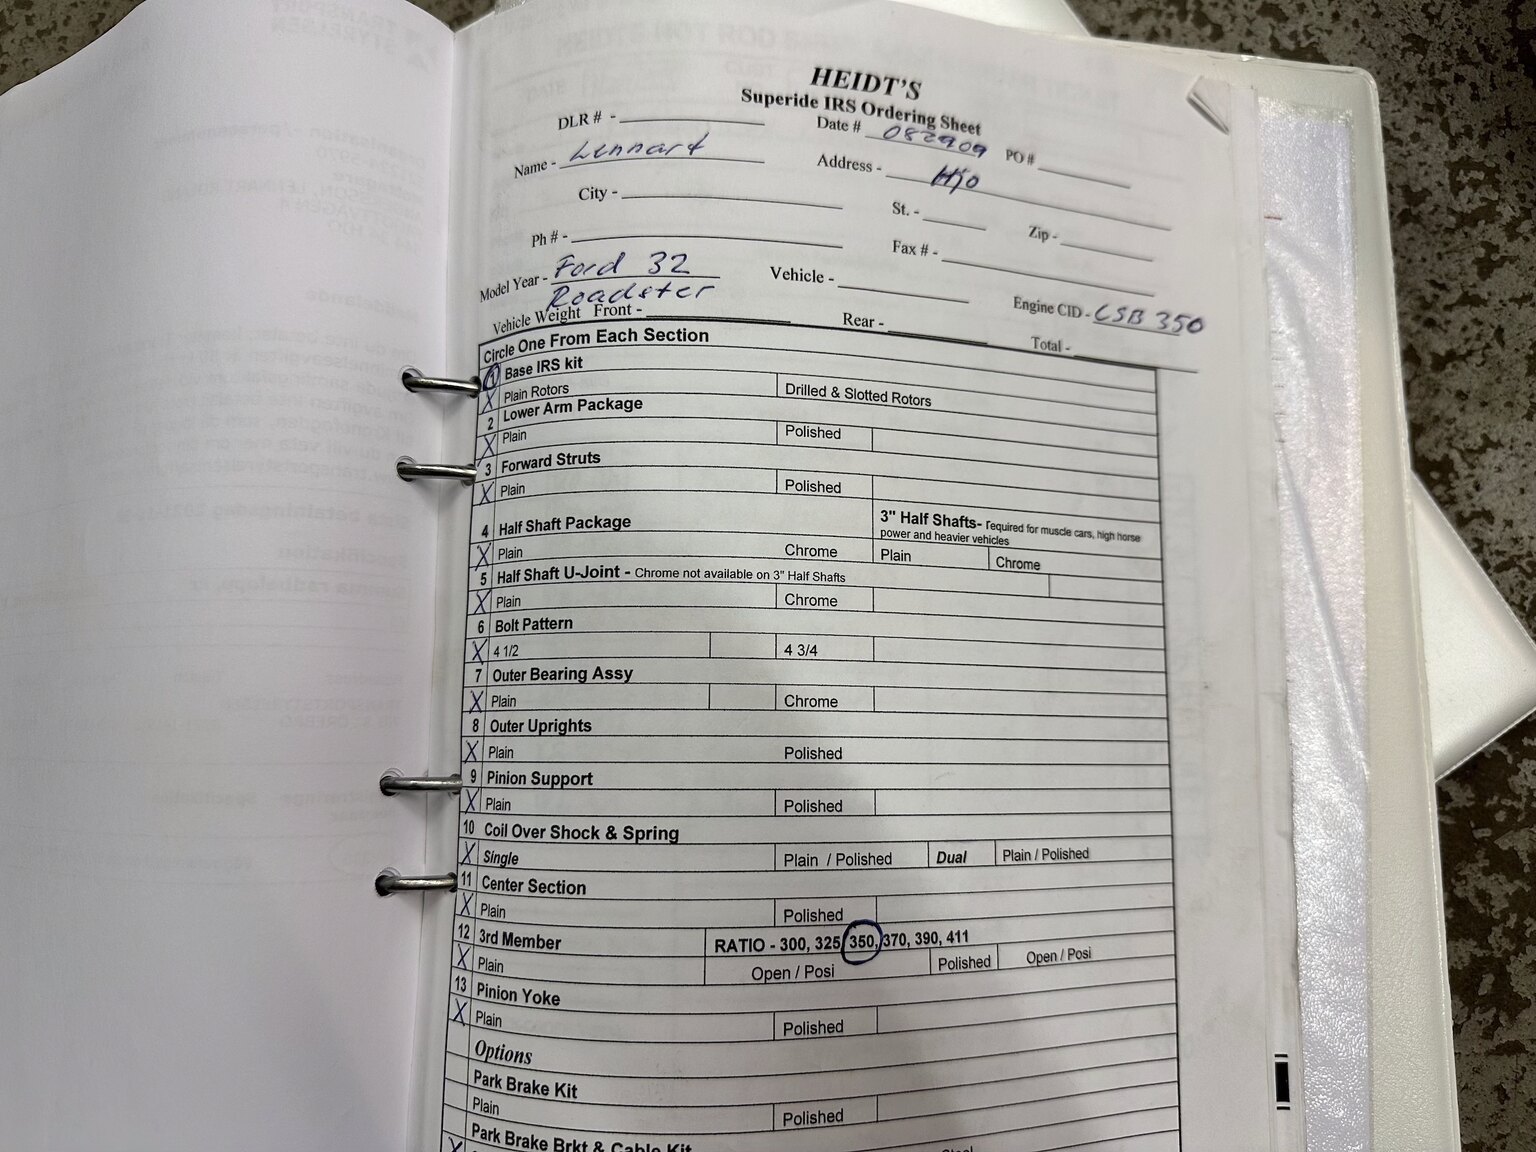 HEIDT'S
Superide IRS Ordering Sheet
DLR # - Date # 082909 PO #
Name - Lennart Address - Hjo
City - St. - Zip -
Ph # - Fax # -
Model Year - Ford 32 Vehicle - Engine CID - CSB 350
Roadster
Vehicle Weight Front - Rear - Total -
Circle One From Each Section
1 Base IRS kit
X Plain Rotors Drilled & Slotted Rotors
2 Lower Arm Package
X Plain Polished
3 Forward Struts
X Plain Polished
4 Half Shaft Package 3" Half Shafts- required for muscle cars, high horse
power and heavier vehicles
X Plain Chrome Plain Chrome
5 Half Shaft U-Joint - Chrome not available on 3" Half Shafts
X Plain Chrome
6 Bolt Pattern
X 4 1/2 4 3/4
7 Outer Bearing Assy
X Plain Chrome
8 Outer Uprights
X Plain Polished
9 Pinion Support
X Plain Polished
10 Coil Over Shock & Spring
X Single Plain / Polished Dual Plain / Polished
11 Center Section
X Plain Polished
12 3rd Member RATIO - 300, 325, 350, 370, 390, 411
X Plain Open / Posi Polished Open / Posi
13 Pinion Yoke
X Plain Polished
Options
Park Brake Kit
Plain Polished
Park Brake Brkt & Cable Kit